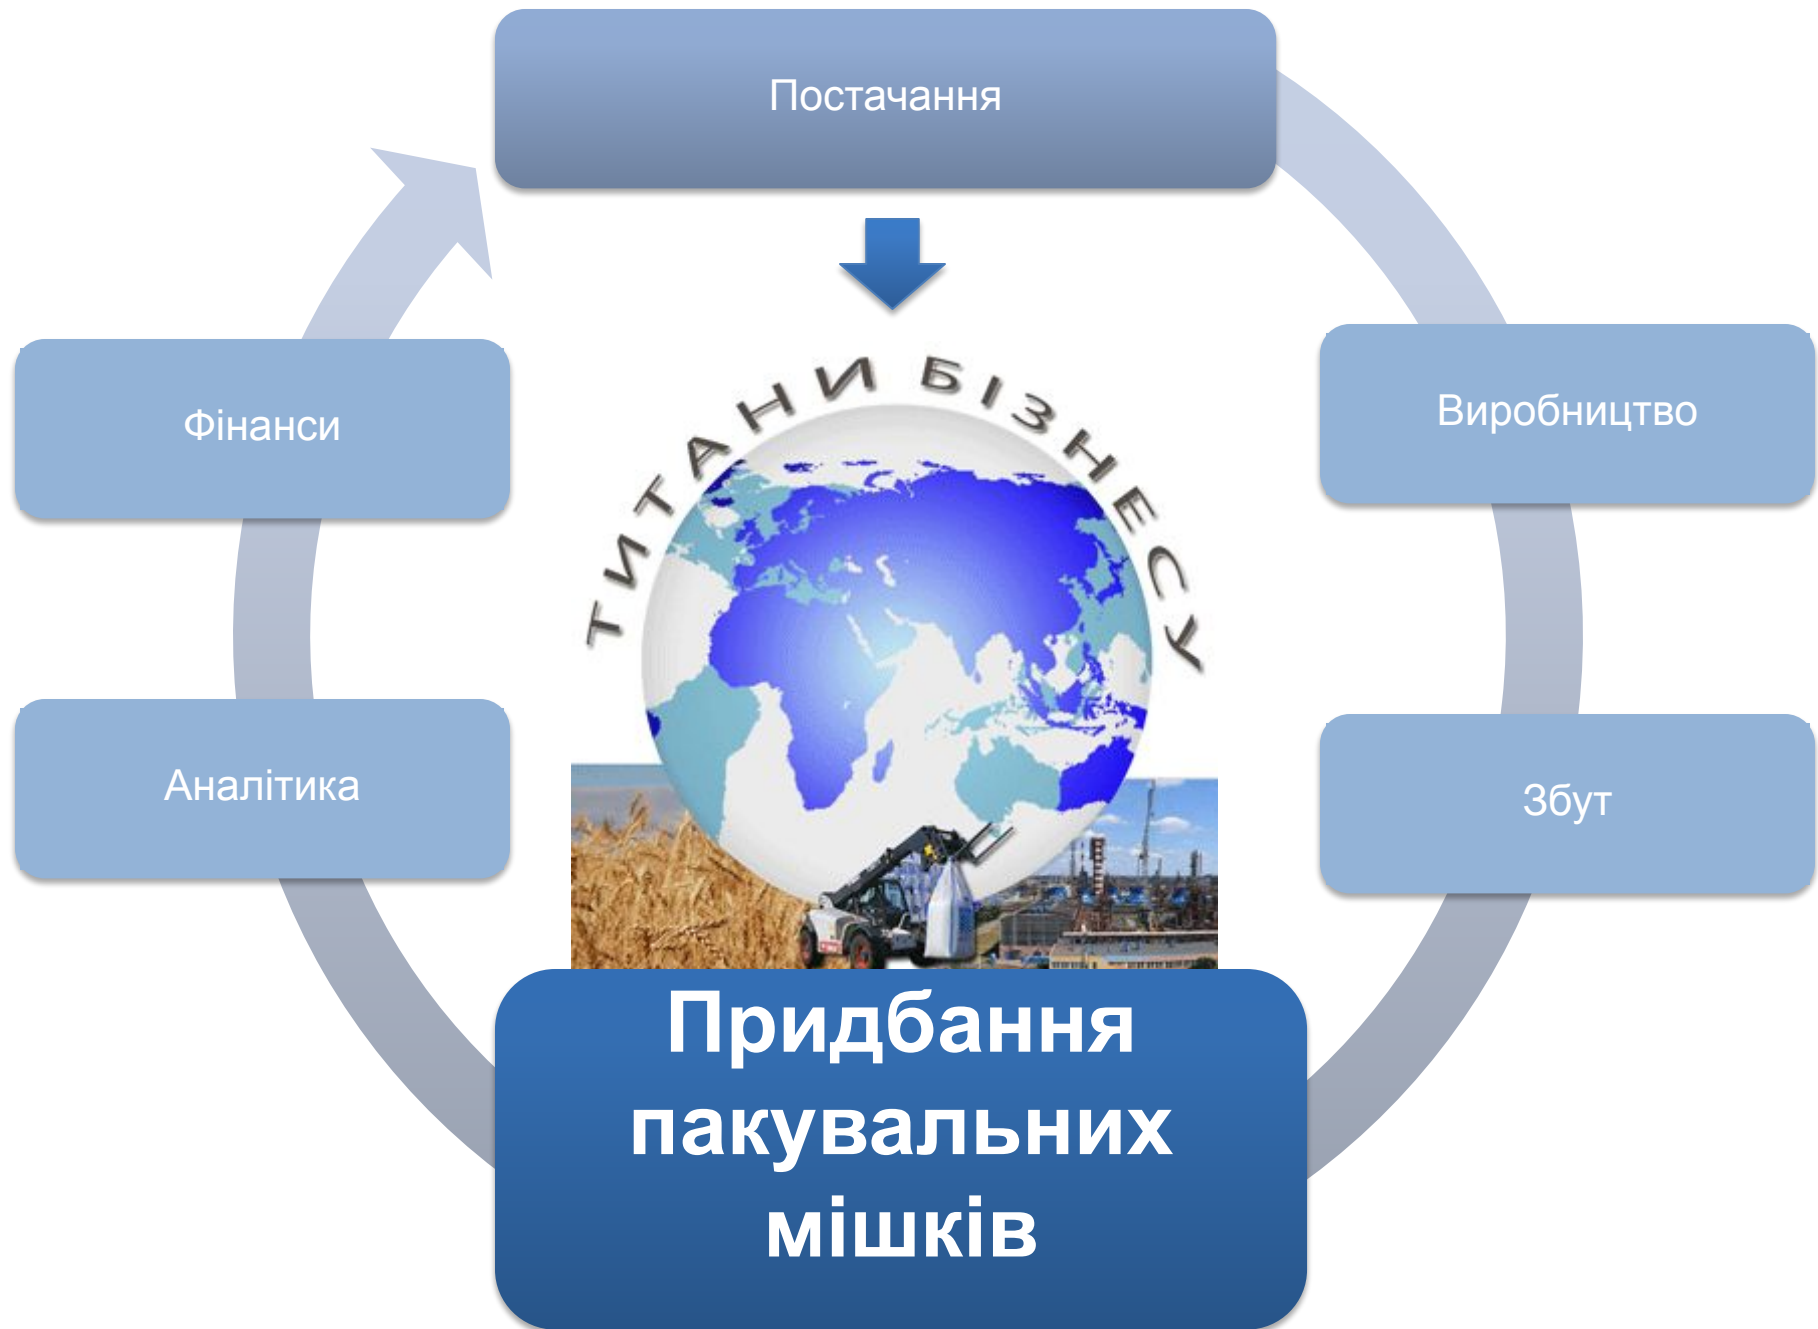 Постачання
Фінанси
Виробництво
ТИТАНИ БІЗНЕСУ
Аналітика
Збут
Придбання
пакувальних
мішків